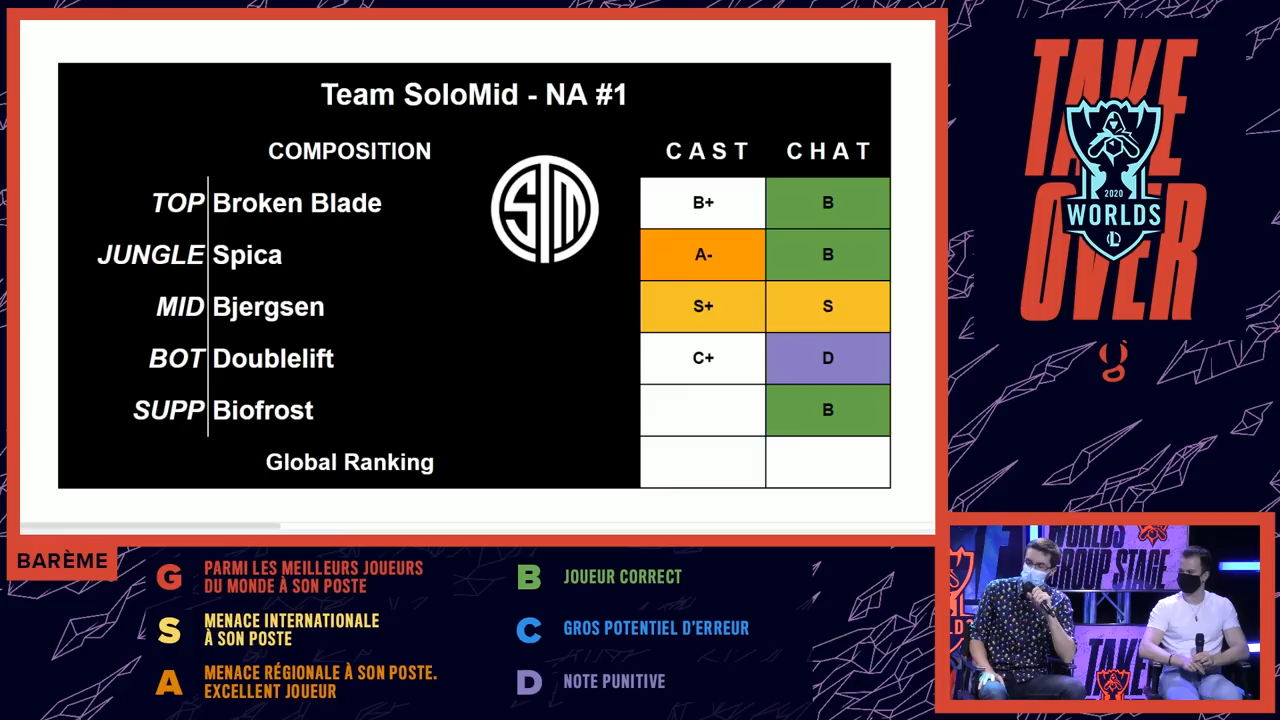 Team SoloMid - NA #1
COMPOSITION
CAST CHAT
TOP Broken Blade B+ B
JUNGLE Spica A- B
MID Bjergsen S+ S
BOT Doublelift C+ D
SUPP Biofrost B
Global Ranking
TSM
TAKE
OVER
2020
WORLDS
BARÈME
G PARMI LES MEILLEURS JOUEURS
DU MONDE À SON POSTE
S MENACE INTERNATIONALE
À SON POSTE
A MENACE RÉGIONALE À SON POSTE.
EXCELLENT JOUEUR
B JOUEUR CORRECT
C GROS POTENTIEL D'ERREUR
D NOTE PUNITIVE
WORLDS
GROUP STAGE
TAKE